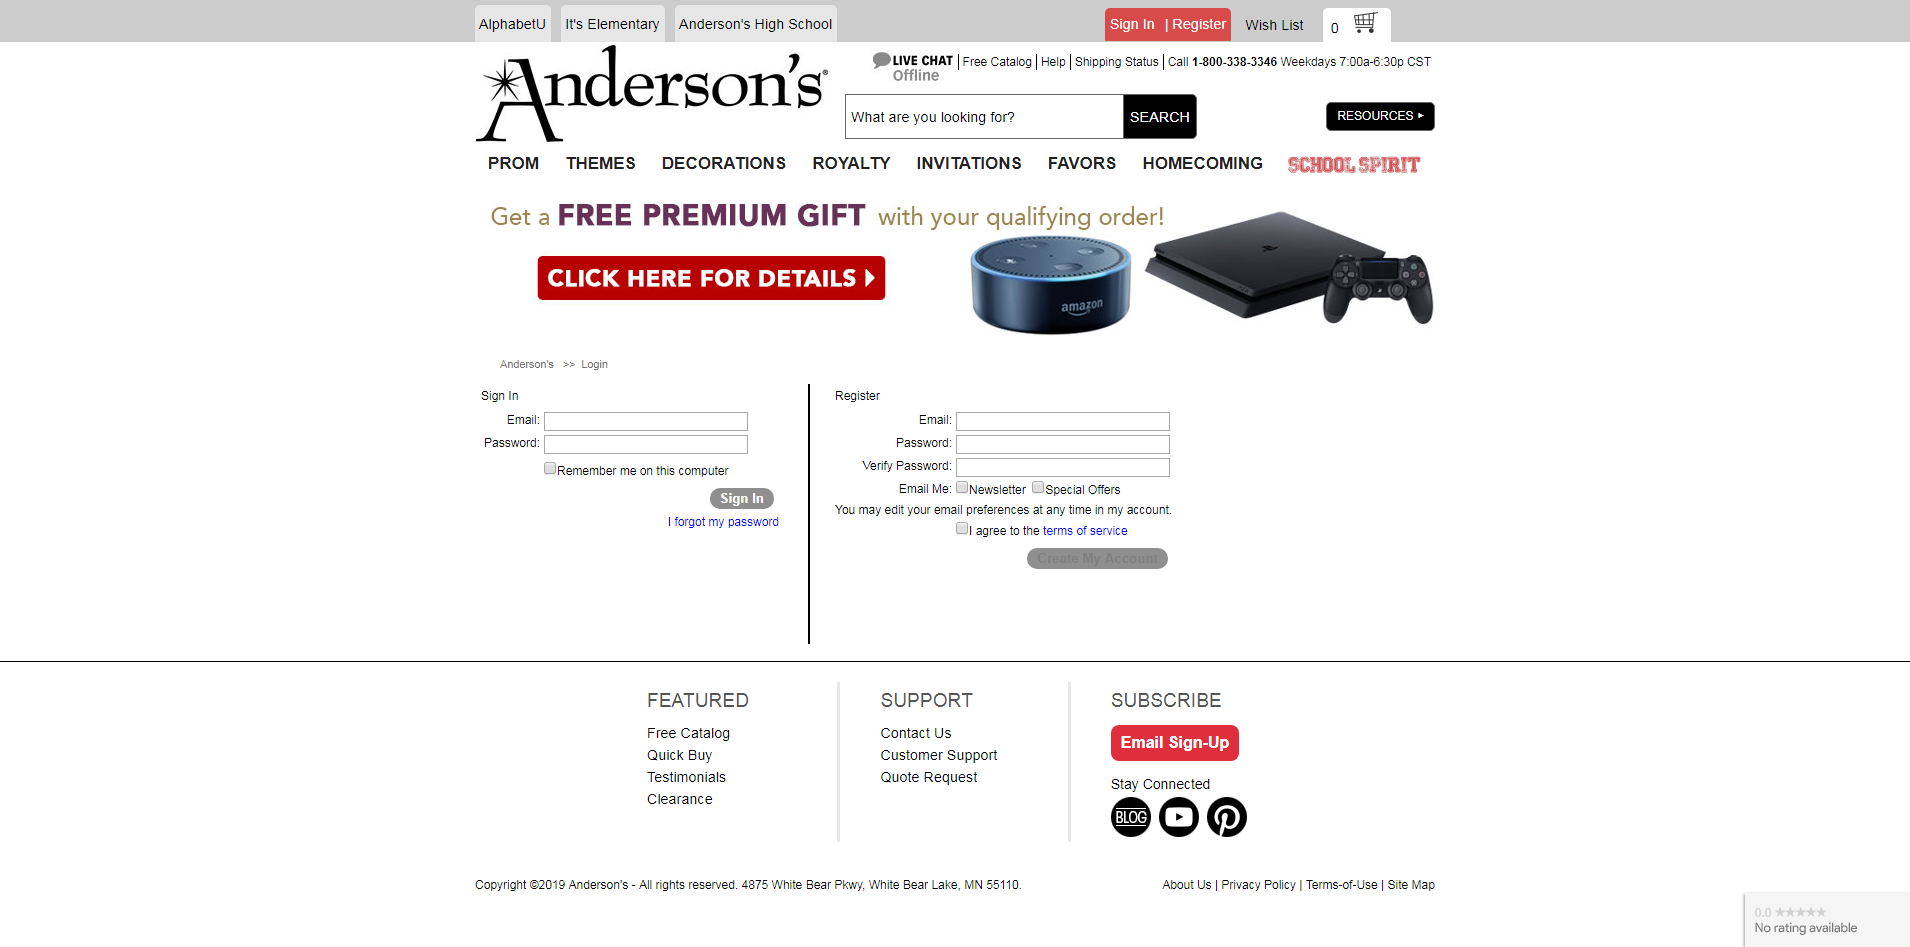 AlphabetU It's Elementary Anderson's High School Sign In | Register Wish List 0
Anderson's®
LIVE CHAT Offline | Free Catalog | Help | Shipping Status | Call 1-800-338-3346 Weekdays 7:00a-6:30p CST
What are you looking for? SEARCH RESOURCES ►
PROM THEMES DECORATIONS ROYALTY INVITATIONS FAVORS HOMECOMING SCHOOL SPIRIT
Get a FREE PREMIUM GIFT with your qualifying order!
CLICK HERE FOR DETAILS
amazon
Anderson's >> Login
Sign In
Email:
Password:
Remember me on this computer
Sign In
I forgot my password
Register
Email:
Password:
Verify Password:
Email Me: Newsletter Special Offers
You may edit your email preferences at any time in my account.
I agree to the terms of service
Create My Account
FEATURED
Free Catalog
Quick Buy
Testimonials
Clearance
SUPPORT
Contact Us
Customer Support
Quote Request
SUBSCRIBE
Email Sign-Up
Stay Connected
BLOG
Copyright ©2019 Anderson's - All rights reserved. 4875 White Bear Pkwy, White Bear Lake, MN 55110.
About Us | Privacy Policy | Terms-of-Use | Site Map
0.0 ★★★★★
No rating available